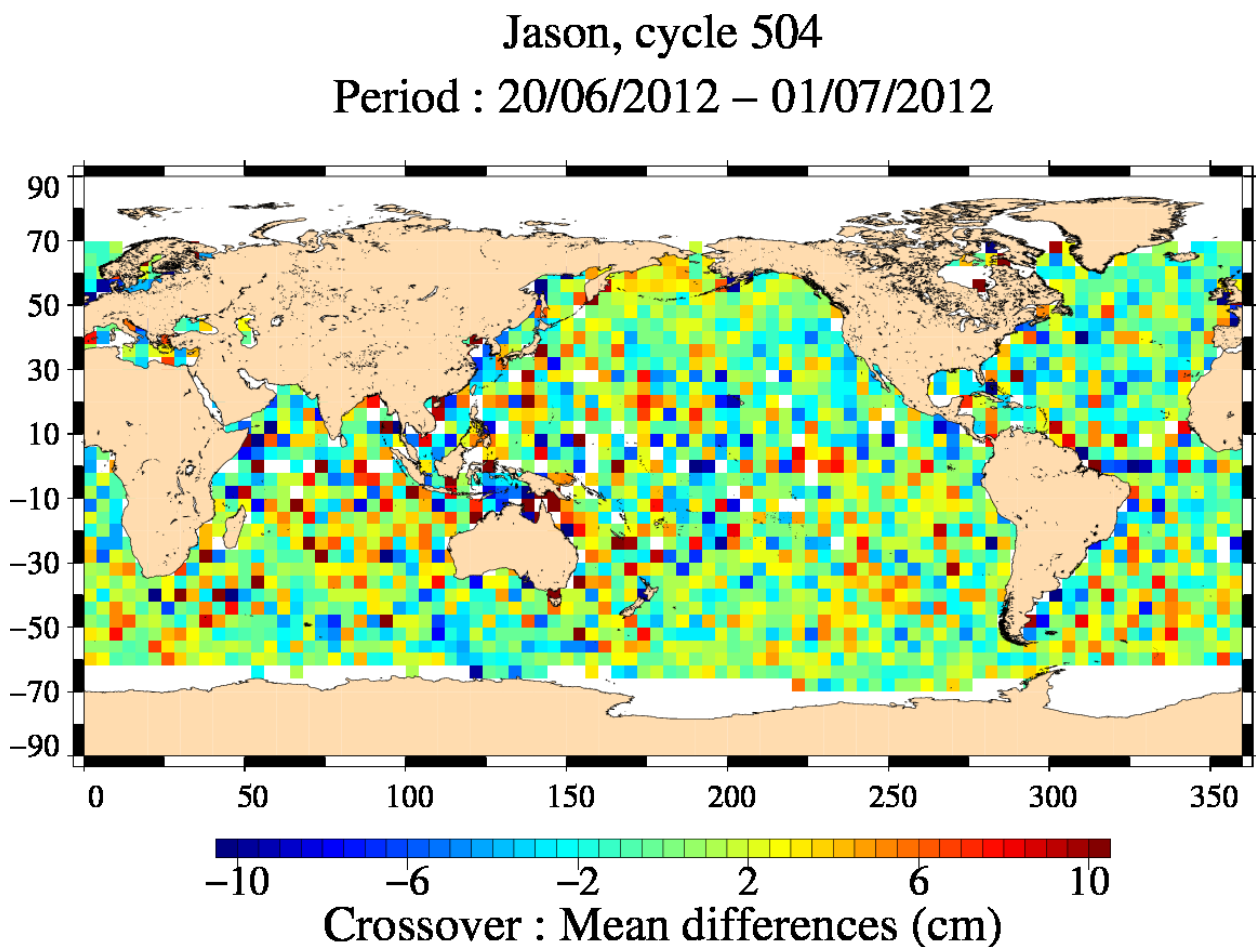 Jason, cycle 504
Period : 20/06/2012 – 01/07/2012
90
70
50
30
10
−10
−30
−50
−70
−90
0 50 100 150 200 250 300 350
−10 −6 −2 2 6 10
Crossover : Mean differences (cm)